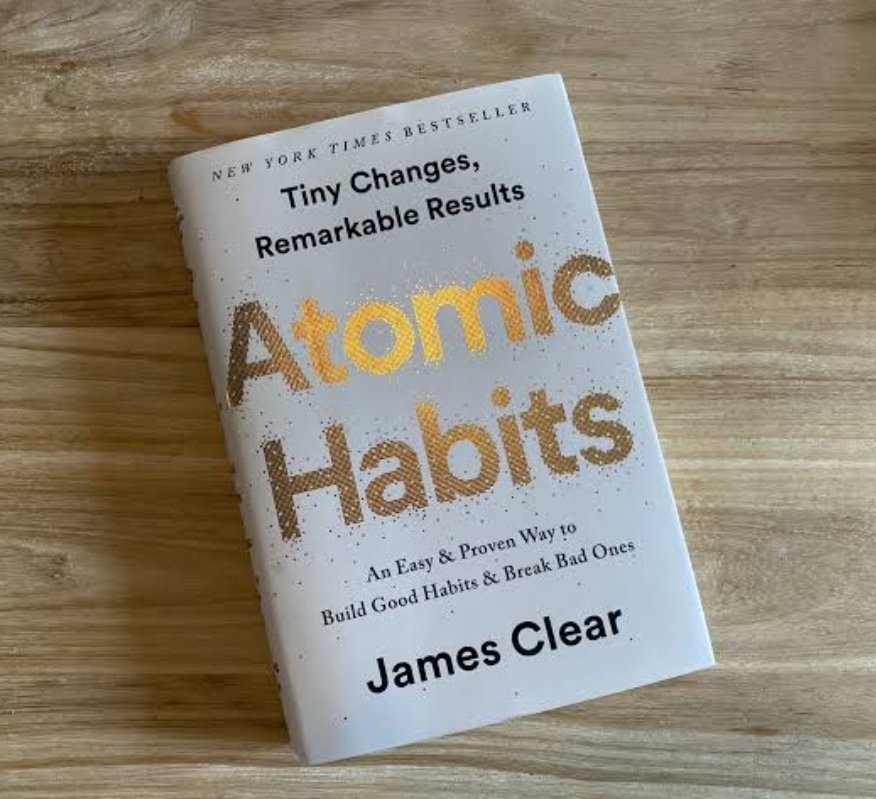 NEW YORK TIMES BESTSELLER
Tiny Changes,
Remarkable Results
Atomic
Habits
An Easy & Proven Way to
Build Good Habits & Break Bad Ones
James Clear